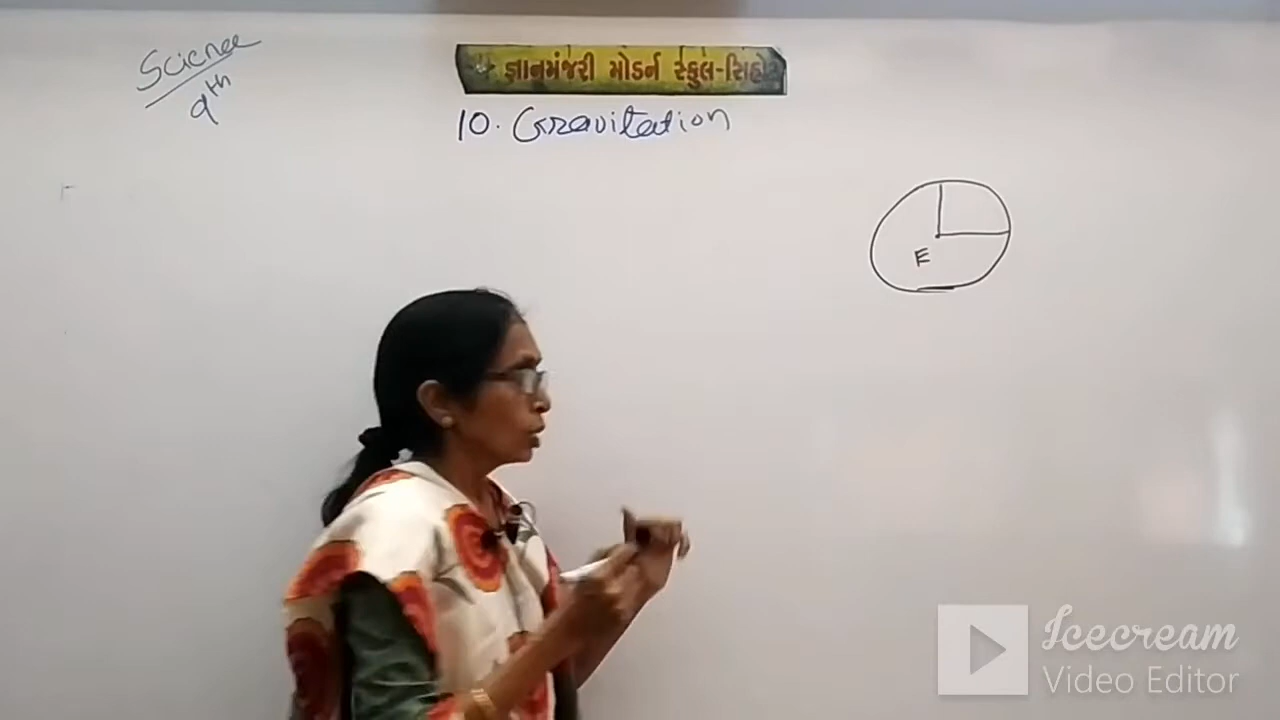 Science
9th
જ્ઞાનમંજરી મોડર્ન સ્કુલ-સિહોર
10. Gravitation
E
Icecream
Video Editor